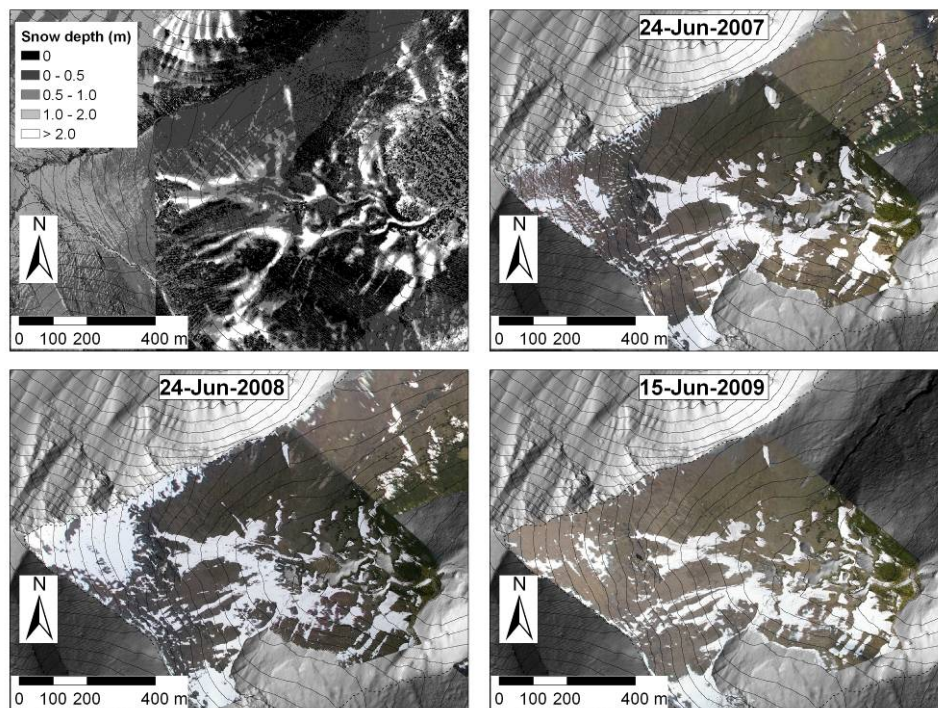 Snow depth (m)
0
0 - 0.5
0.5 - 1.0
1.0 - 2.0
> 2.0
N
0 100 200 400 m
24-Jun-2007
N
0 100 200 400 m
24-Jun-2008
N
0 100 200 400 m
15-Jun-2009
N
0 100 200 400 m